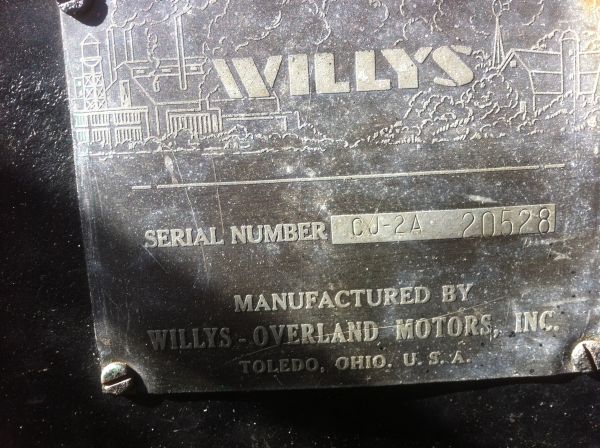 WILLYS
SERIAL NUMBER CJ-2A 20528
MANUFACTURED BY
WILLYS-OVERLAND MOTORS, INC.
TOLEDO, OHIO. U.S.A.